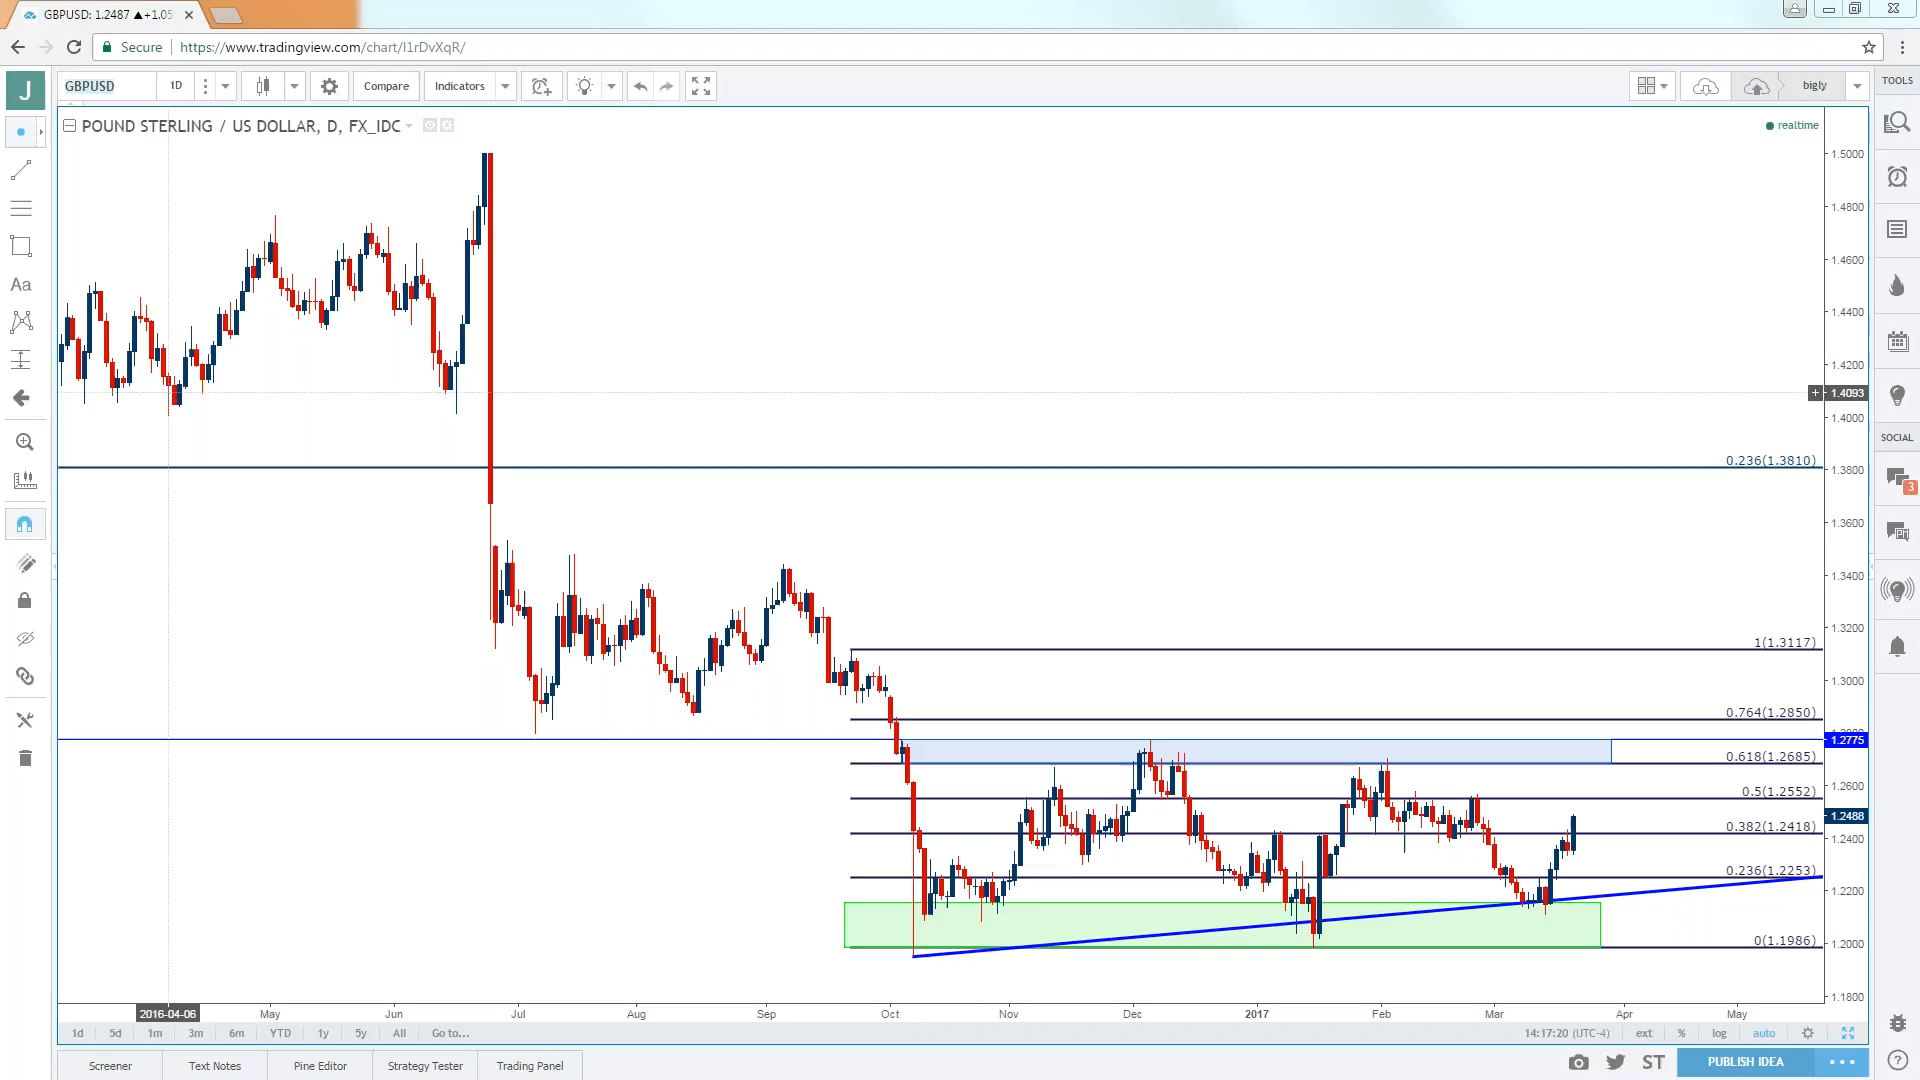 GBPUSD: 1.2487 ▲+1.05
Secure | https://www.tradingview.com/chart/I1rDvXqR/
J
GBPUSD 1D Compare Indicators bigly
TOOLS
POUND STERLING / US DOLLAR, D, FX_IDC
realtime
1.5000
1.4800
1.4600
1.4400
1.4200
+ 1.4093
1.4000
0.236(1.3810)
1.3800
1.3600
1.3400
1.3200
1(1.3117)
1.3000
0.764(1.2850)
1.2775
0.618(1.2685)
1.2600
0.5(1.2552)
1.2488
0.382(1.2418)
1.2400
0.236(1.2253)
1.2200
0(1.1986)
1.2000
1.1800
Aa
SOCIAL
3
2016-04-06 May Jun Jul Aug Sep Oct Nov Dec 2017 Feb Mar Apr May
1d 5d 1m 3m 6m YTD 1y 5y All Go to... 14:17:20 (UTC-4) ext % log auto
Screener Text Notes Pine Editor Strategy Tester Trading Panel ST PUBLISH IDEA